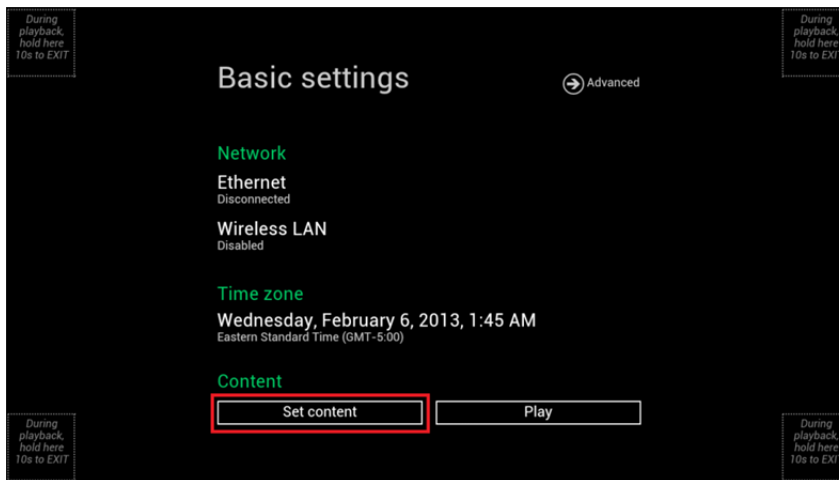 During
playback,
hold here
10s to EXIT
During
playback,
hold here
10s to EXI
Basic settings
Advanced
Network
Ethernet
Disconnected
Wireless LAN
Disabled
Time zone
Wednesday, February 6, 2013, 1:45 AM
Eastern Standard Time (GMT-5:00)
Content
Set content
Play
During
playback,
hold here
10s to EXIT
During
playback,
hold here
10s to EXI